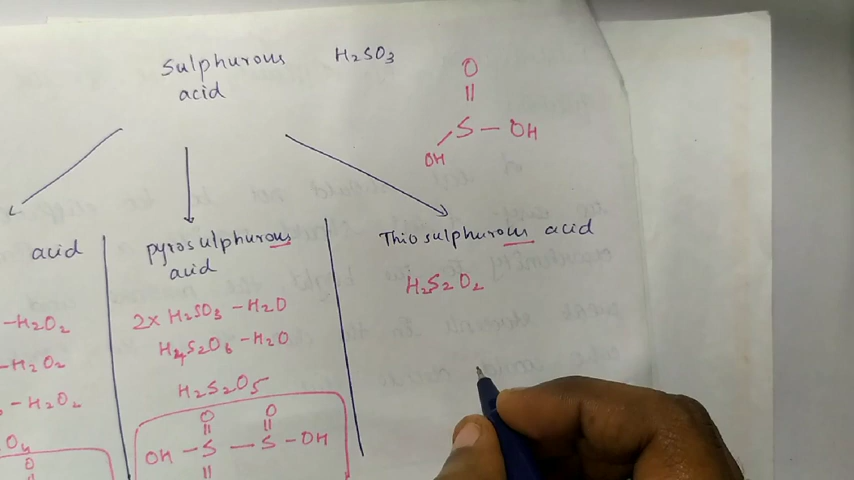 Sulphurous H₂SO₃
acid
O
||
S — OH
OH
acid
– H₂O₂
– H₂O₂
– H₂O₂
O₄
O
pyrosulphurous
acid
2x H₂SO₃ – H₂O
H₄S₂O₆ – H₂O
H₂S₂O₅
O O
|| ||
OH – S — S – OH
||
Thiosulphurous acid
H₂S₂O₂